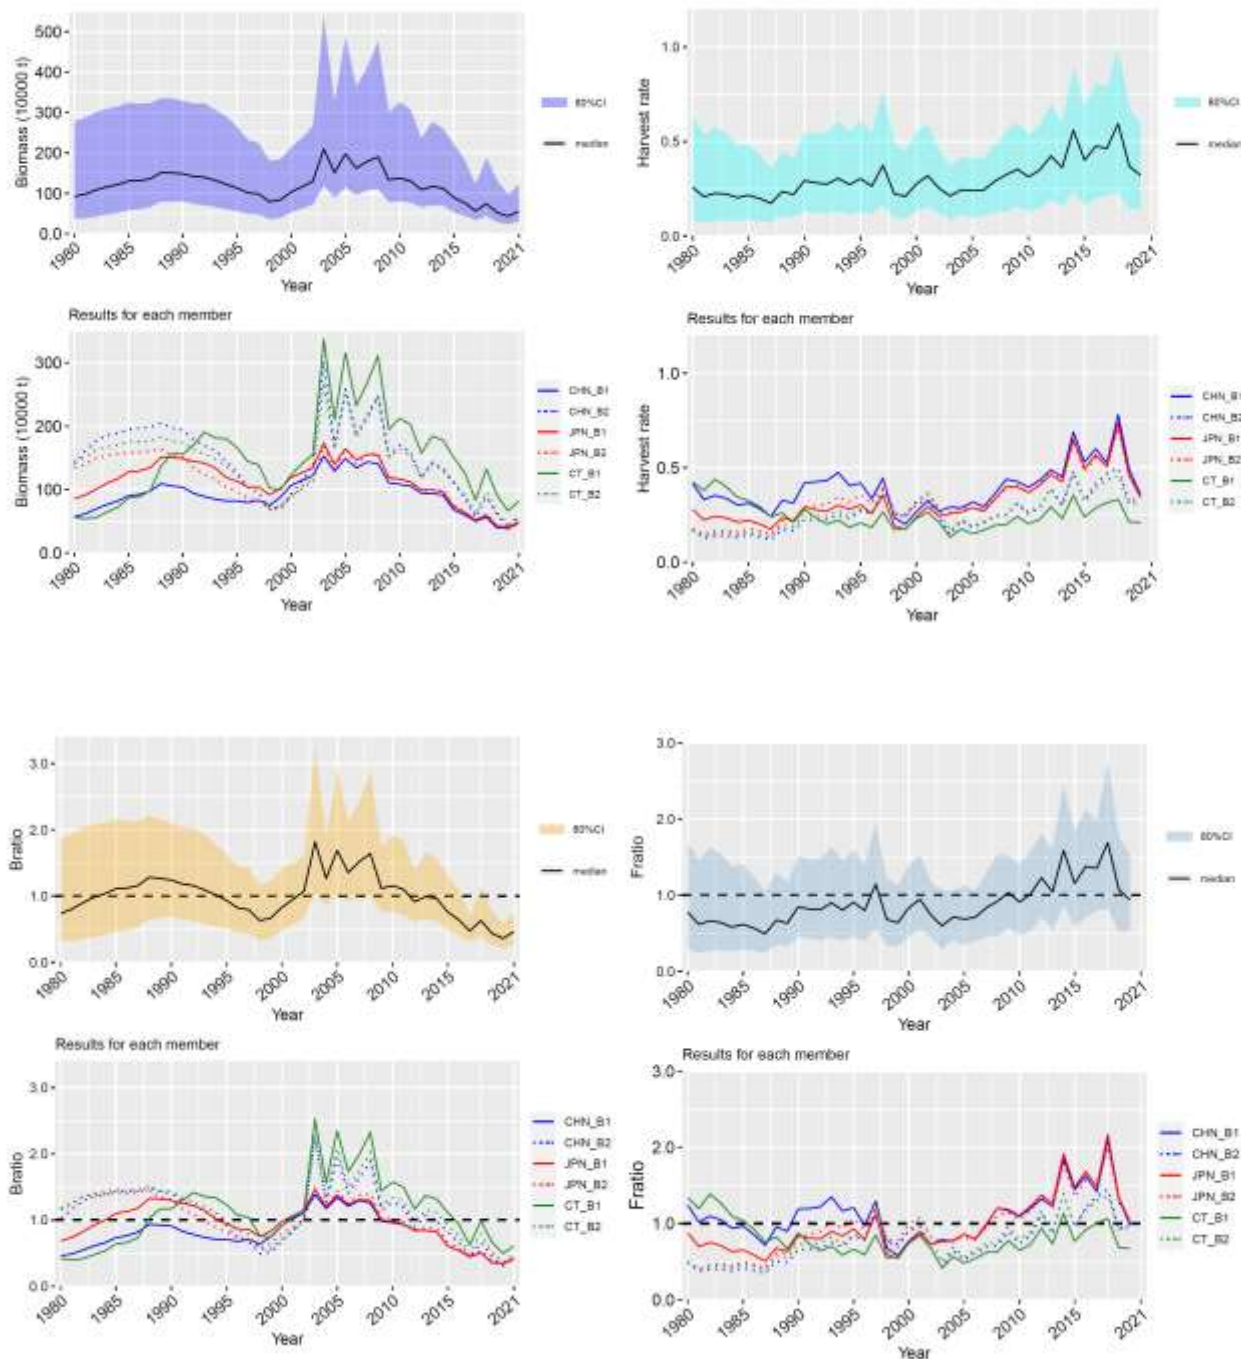 Biomass (10000 t)
500
400
300
200
100
0.0
1980
1985
1990
1995
2000
2005
2010
2015
2021
Year
80%CI
median
Harvest rate
1.0
0.5
0.0
1980
1985
1990
1995
2000
2005
2010
2015
2021
Year
80%CI
median
Results for each member
Biomass (10000 t)
300
200
100
0.0
1980
1985
1990
1995
2000
2005
2010
2015
2021
Year
CHN_B1
CHN_B2
JPN_B1
JPN_B2
CT_B1
CT_B2
Results for each member
Harvest rate
1.0
0.5
0.0
1980
1985
1990
1995
2000
2005
2010
2015
2021
Year
CHN_B1
CHN_B2
JPN_B1
JPN_B2
CT_B1
CT_B2
Bratio
3.0
2.0
1.0
0.0
1980
1985
1990
1995
2000
2005
2010
2015
2021
Year
80%CI
median
Fratio
3.0
2.0
1.0
0.0
1980
1985
1990
1995
2000
2005
2010
2015
2021
Year
80%CI
median
Results for each member
Bratio
3.0
2.0
1.0
0.0
1980
1985
1990
1995
2000
2005
2010
2015
2021
Year
CHN_B1
CHN_B2
JPN_B1
JPN_B2
CT_B1
CT_B2
Results for each member
Fratio
3.0
2.0
1.0
0.0
1980
1985
1990
1995
2000
2005
2010
2015
2021
Year
CHN_B1
CHN_B2
JPN_B1
JPN_B2
CT_B1
CT_B2